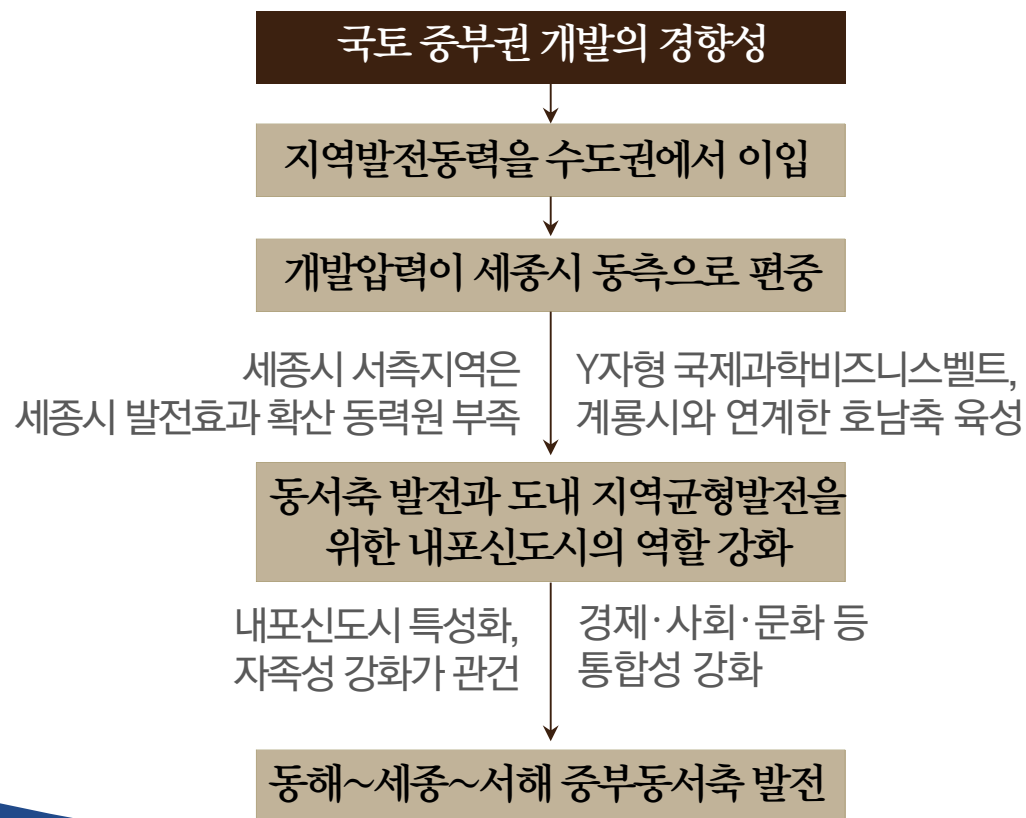 국토 중부권 개발의 경향성
지역발전동력을 수도권에서 이입
개발압력이 세종시 동측으로 편중
세종시 서측지역은
세종시 발전효과 확산 동력원 부족
Y자형 국제과학비즈니스벨트,
계룡시와 연계한 호남축 육성
동서축 발전과 도내 지역균형발전을
위한 내포신도시의 역할 강화
내포신도시 특성화,
자족성 강화가 관건
경제·사회·문화 등
통합성 강화
동해~세종~서해 중부동서축 발전